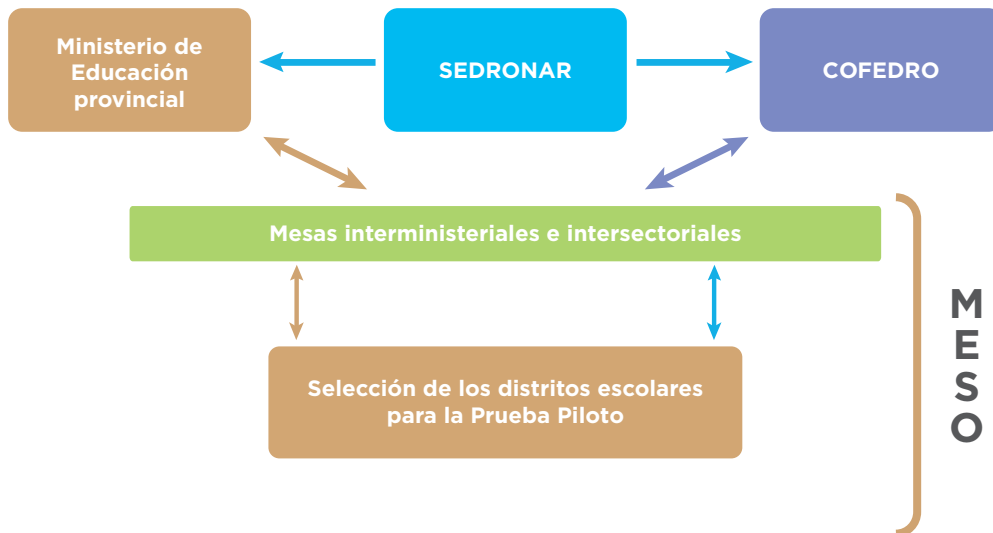 Ministerio de
Educación
provincial
SEDRONAR
COFEDRO
Mesas interministeriales e intersectoriales
Selección de los distritos escolares
para la Prueba Piloto
M
E
S
O